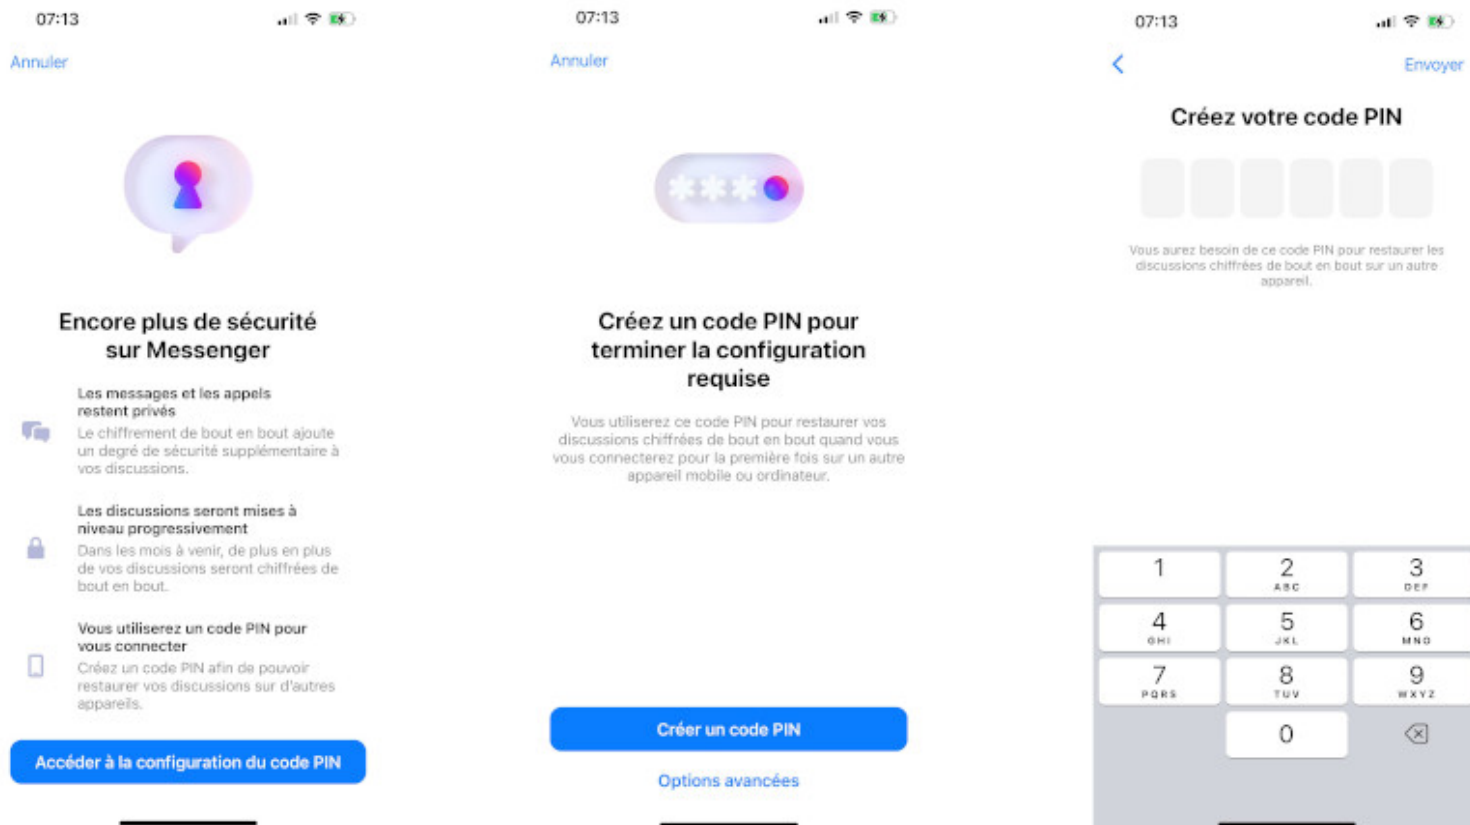 07:13
Annuler
Encore plus de sécurité
sur Messenger
Les messages et les appels
restent privés
Le chiffrement de bout en bout ajoute
un degré de sécurité supplémentaire à
vos discussions.
Les discussions seront mises à
niveau progressivement
Dans les mois à venir, de plus en plus
de vos discussions seront chiffrées de
bout en bout.
Vous utiliserez un code PIN pour
vous connecter
Créez un code PIN afin de pouvoir
restaurer vos discussions sur d'autres
appareils.
Accéder à la configuration du code PIN
07:13
Annuler
***
Créez un code PIN pour
terminer la configuration
requise
Vous utiliserez ce code PIN pour restaurer vos
discussions chiffrées de bout en bout quand vous
vous connecterez pour la première fois sur un autre
appareil mobile ou ordinateur.
Créer un code PIN
Options avancées
07:13
Envoyer
Créez votre code PIN
Vous aurez besoin de ce code PIN pour restaurer les
discussions chiffrées de bout en bout sur un autre
appareil.
1 2 3
ABC DEF
4 5 6
GHI JKL MNO
7 8 9
PQRS TUV WXYZ
0